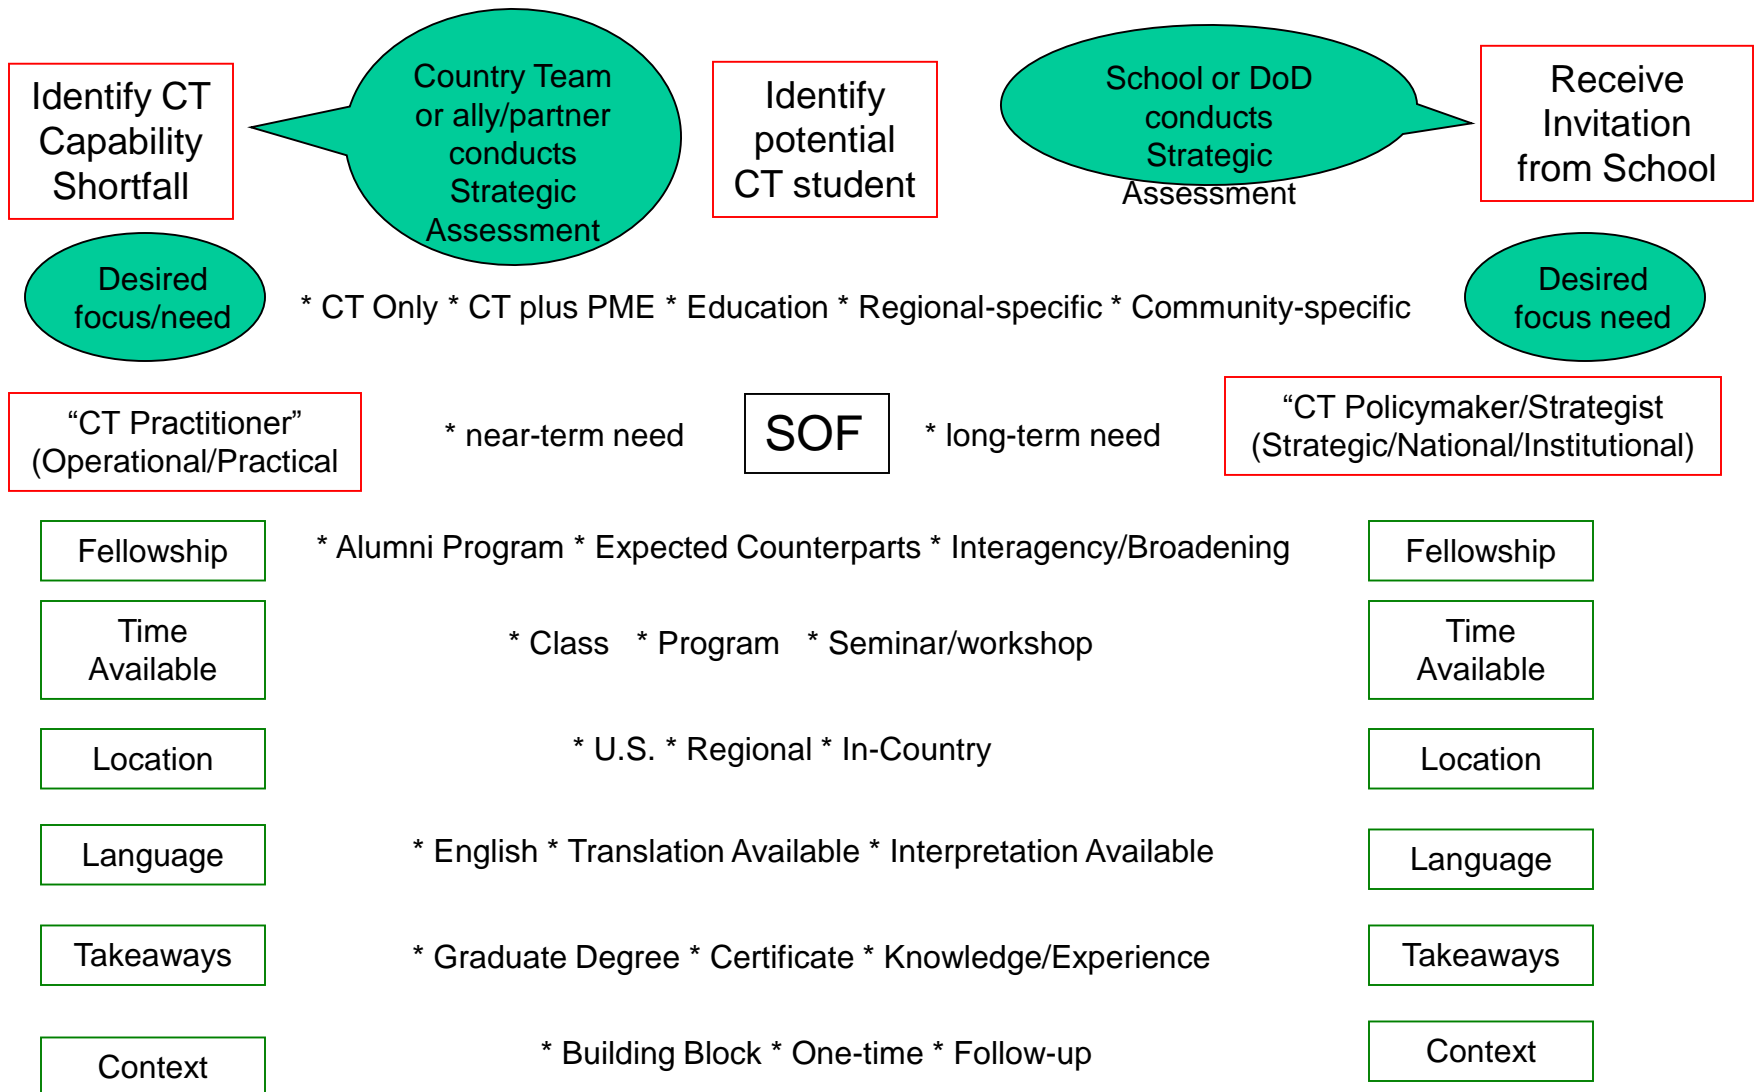 Identify CT
Capability
Shortfall
Country Team
or ally/partner
conducts
Strategic
Assessment
Identify
potential
CT student
School or DoD
conducts
Strategic
Assessment
Receive
Invitation
from School
Desired
focus/need
* CT Only * CT plus PME * Education * Regional-specific * Community-specific
Desired
focus need
“CT Practitioner”
(Operational/Practical
* near-term need
SOF
* long-term need
“CT Policymaker/Strategist
(Strategic/National/Institutional)
Fellowship
* Alumni Program * Expected Counterparts * Interagency/Broadening
Fellowship
Time
Available
* Class * Program * Seminar/workshop
Time
Available
Location
* U.S. * Regional * In-Country
Location
Language
* English * Translation Available * Interpretation Available
Language
Takeaways
* Graduate Degree * Certificate * Knowledge/Experience
Takeaways
Context
* Building Block * One-time * Follow-up
Context